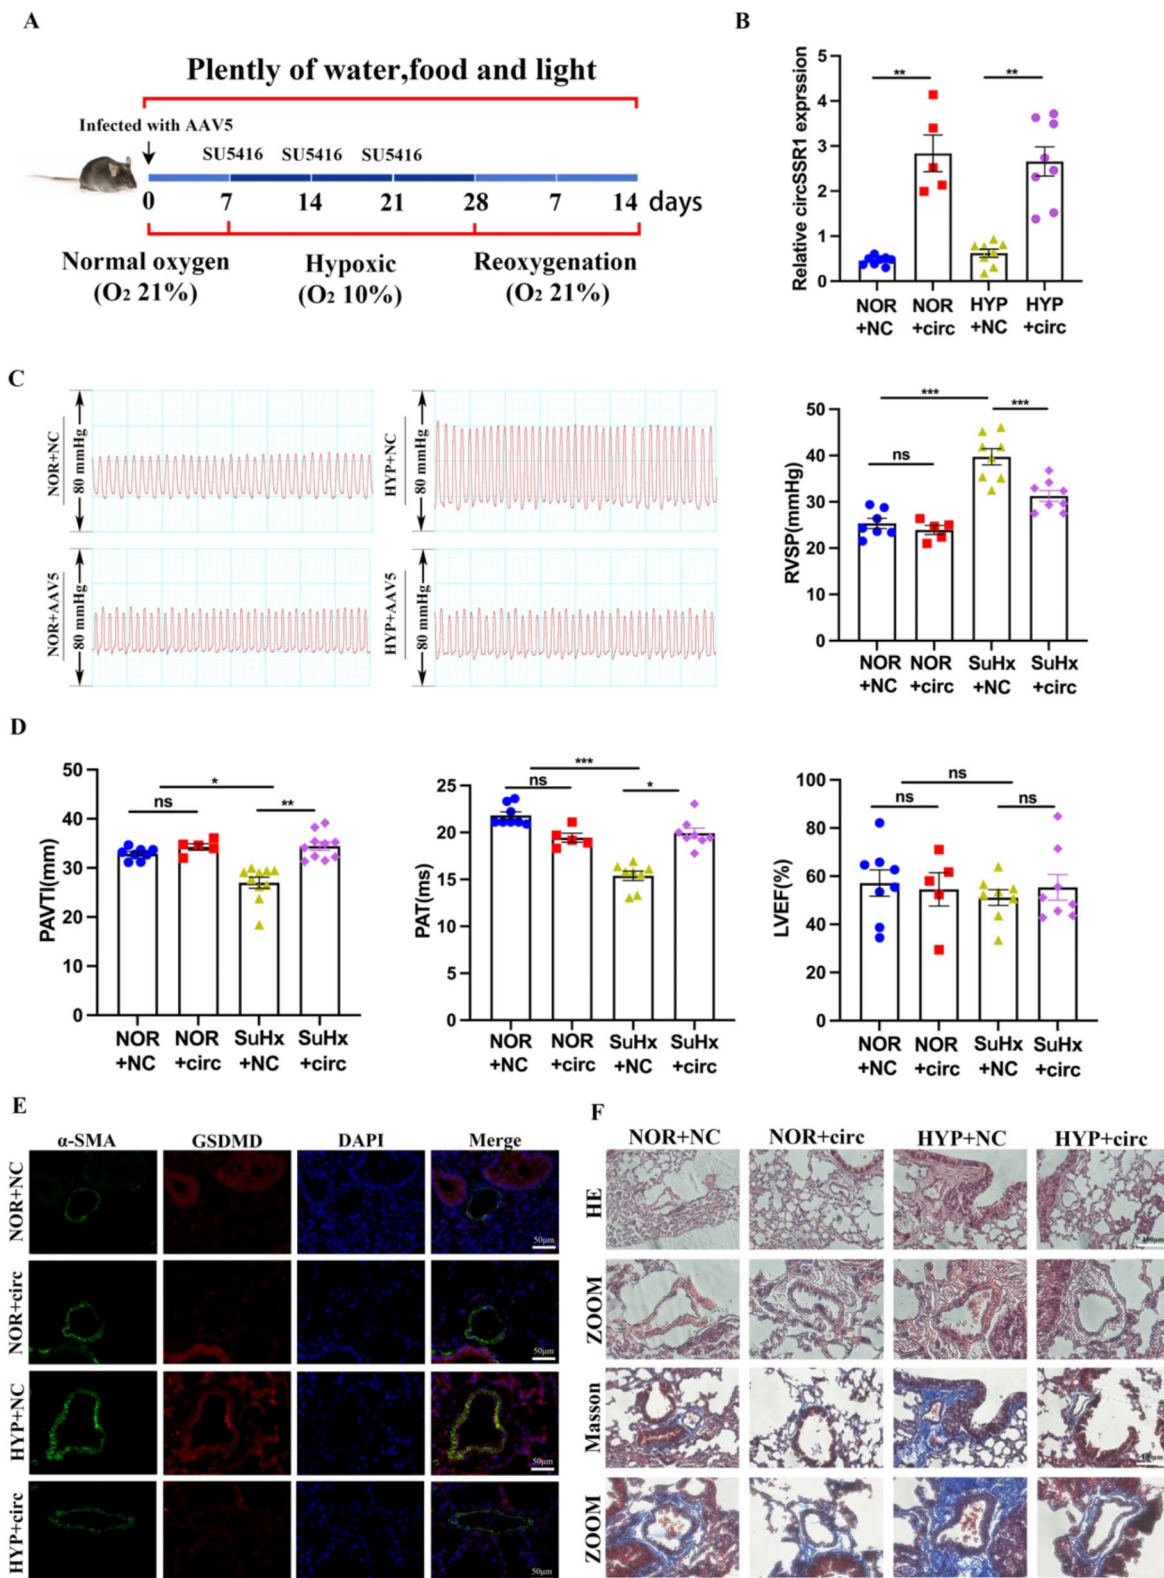 A
Plently of water,food and light
Infected with AAV5
SU5416 SU5416 SU5416
0 7 14 21 28 7 14 days
Normal oxygen Hypoxic Reoxygenation
(O2 21%) (O2 10%) (O2 21%)
B
Relative circSSR1 exprssion
5
4
3
2
1
0
** **
NOR NOR HYP HYP
+NC +circ +NC +circ
C
NOR+NC
80 mmHg
HYP+NC
80 mmHg
NOR+AAV5
80 mmHg
HYP+AAV5
80 mmHg
RVSP(mmHg)
50
40
30
20
10
0
*** ***
ns
NOR NOR SuHx SuHx
+NC +circ +NC +circ
D
PAVTI(mm)
50
40
30
20
10
0
*
ns **
NOR NOR SuHx SuHx
+NC +circ +NC +circ
PAT(ms)
25
20
15
10
5
0
***
ns *
NOR NOR SuHx SuHx
+NC +circ +NC +circ
LVEF(%)
100
80
60
40
20
0
ns
ns ns
NOR NOR SuHx SuHx
+NC +circ +NC +circ
E
α-SMA GSDMD DAPI Merge
NOR+NC
50μm
NOR+circ
50μm
HYP+NC
50μm
HYP+circ
50μm
F
NOR+NC NOR+circ HYP+NC HYP+circ
HE
100μm
ZOOM
Masson
ZOOM